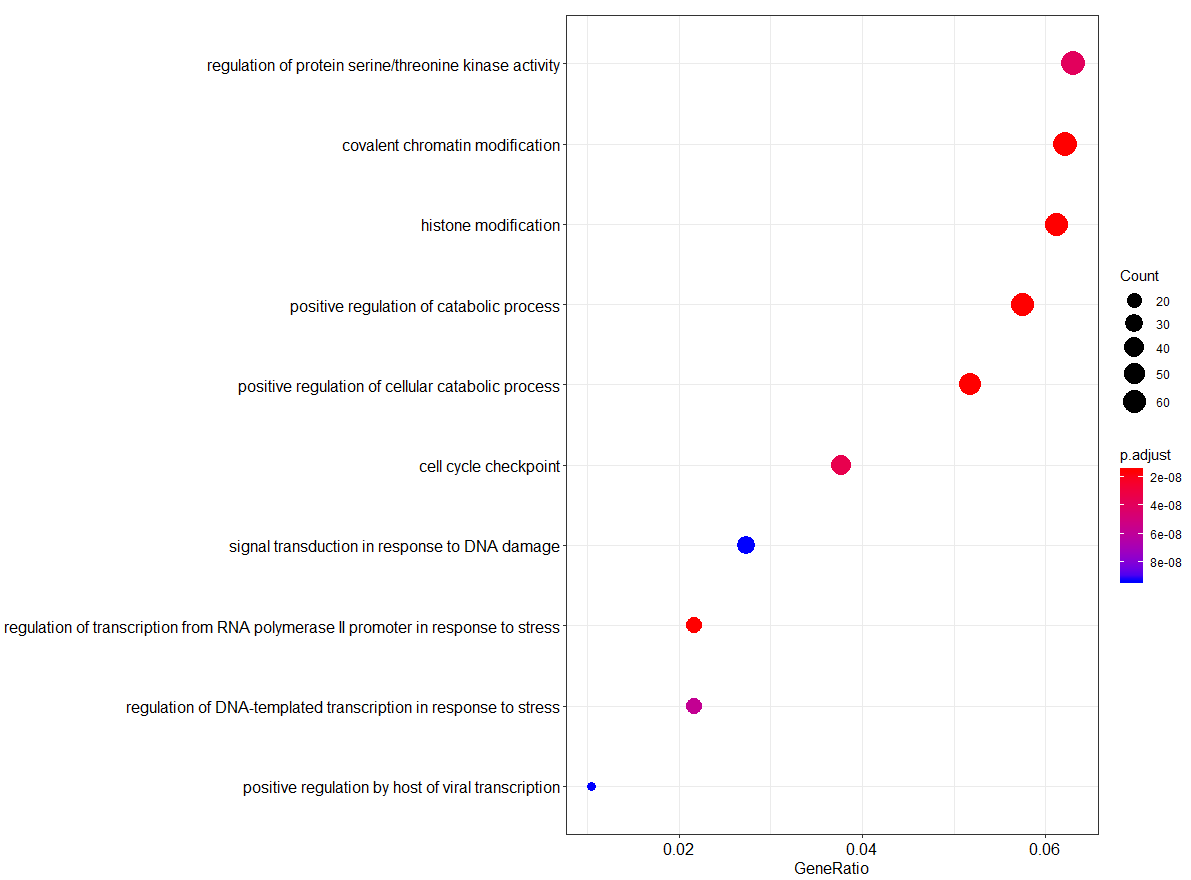 regulation of protein serine/threonine kinase activity
covalent chromatin modification
histone modification
positive regulation of catabolic process
positive regulation of cellular catabolic process
cell cycle checkpoint
signal transduction in response to DNA damage
regulation of transcription from RNA polymerase II promoter in response to stress
regulation of DNA-templated transcription in response to stress
positive regulation by host of viral transcription
0.02 0.04 0.06
GeneRatio
Count
20
30
40
50
60
p.adjust
2e-08
4e-08
6e-08
8e-08